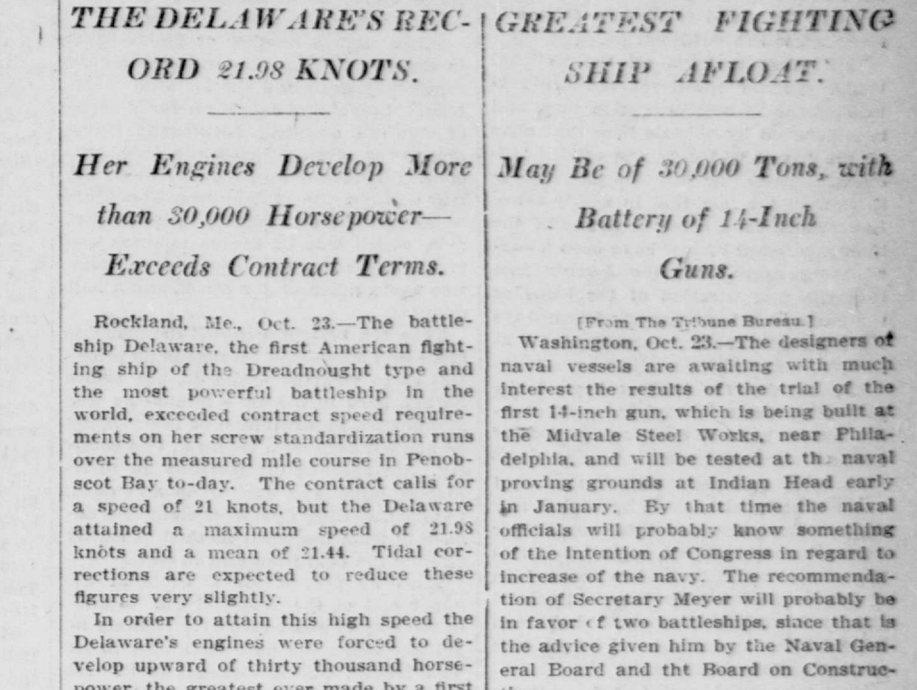 THE DELAWARE'S REC-
ORD 21.98 KNOTS.
Her Engines Develop More
than 30,000 Horsepower—
Exceeds Contract Terms.
Rockland, Me., Oct. 23.—The battle-
ship Delaware, the first American fight-
ing ship of the Dreadnought type and
the most powerful battleship in the
world, exceeded contract speed require-
ments on her screw standardization runs
over the measured mile course in Penob-
scot Bay to-day. The contract calls for
a speed of 21 knots, but the Delaware
attained a maximum speed of 21.98
knots and a mean of 21.44. Tidal cor-
rections are expected to reduce these
figures very slightly.
In order to attain this high speed the
Delaware's engines were forced to de-
velop upward of thirty thousand horse-
power, the greatest ever made by a first
GREATEST FIGHTING
SHIP AFLOAT.
May Be of 30,000 Tons, with
Battery of 14-Inch
Guns.
[From The Tribune Bureau.]
Washington, Oct. 23.—The designers of
naval vessels are awaiting with much
interest the results of the trial of the
first 14-inch gun, which is being built at
the Midvale Steel Works, near Phila-
delphia, and will be tested at the naval
proving grounds at Indian Head early
in January. By that time the naval
officials will probably know something
of the intention of Congress in regard to
increase of the navy. The recommenda-
tion of Secretary Meyer will probably be
in favor of two battleships, since that is
the advice given him by the Naval Gen-
eral Board and tht Board on Construc-